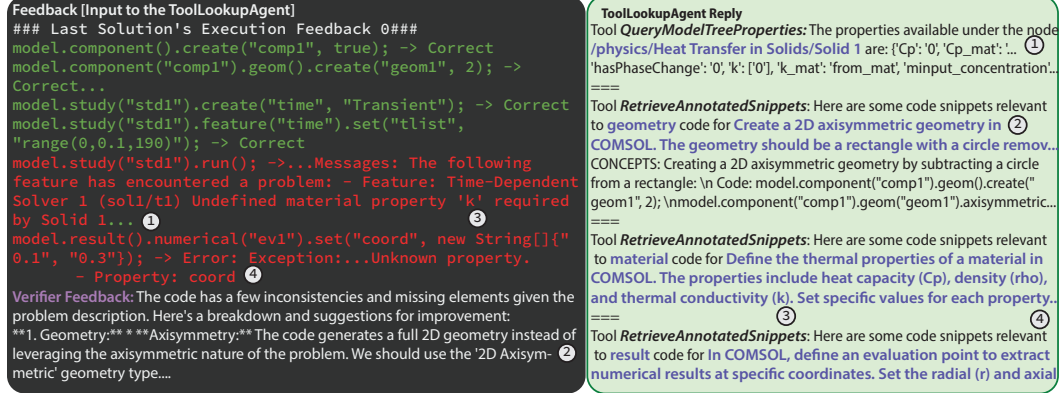 Feedback [Input to the ToolLookupAgent]
### Last Solution's Execution Feedback 0###
model.component().create("comp1", true); -> Correct
model.component("comp1").geom().create("geom1", 2); ->
Correct...
model.study("std1").create("time", "Transient"); -> Correct
model.study("std1").feature("time").set("tlist",
"range(0,0.1,190)"); -> Correct
model.study("std1").run(); ->...Messages: The following
feature has encountered a problem: - Feature: Time-Dependent
Solver 1 (sol1/t1) Undefined material property 'k' required
by Solid 1... 1 3
model.result().numerical("ev1").set("coord", new String[]{"
0.1", "0.3"}); -> Error: Exception:...Unknown property.
- Property: coord 4
Verifier Feedback: The code has a few inconsistencies and missing elements given the
problem description. Here's a breakdown and suggestions for improvement:
**1. Geometry:** * **Axisymmetry:** The code generates a full 2D geometry instead of
leveraging the axisymmetric nature of the problem. We should use the '2D Axisym- 2
metric' geometry type....
ToolLookupAgent Reply
Tool QueryModelTreeProperties: The properties available under the node
/physics/Heat Transfer in Solids/Solid 1 are: {'Cp': '0', 'Cp_mat': '... 1
'hasPhaseChange': '0', 'k': ['0'], 'k_mat': 'from_mat', 'minput_concentration'...
===
Tool RetrieveAnnotatedSnippets: Here are some code snippets relevant
to geometry code for Create a 2D axisymmetric geometry in 2
COMSOL. The geometry should be a rectangle with a circle remov...
CONCEPTS: Creating a 2D axisymmetric geometry by subtracting a circle
from a rectangle: \n Code: model.component("comp1").geom().create("
geom1", 2); \nmodel.component("comp1").geom("geom1").axisymmetric...
===
Tool RetrieveAnnotatedSnippets: Here are some code snippets relevant
to material code for Define the thermal properties of a material in
COMSOL. The properties include heat capacity (Cp), density (rho),
and thermal conductivity (k). Set specific values for each property..
=== 3 4
Tool RetrieveAnnotatedSnippets: Here are some code snippets relevant
to result code for In COMSOL, define an evaluation point to extract
numerical results at specific coordinates. Set the radial (r) and axial